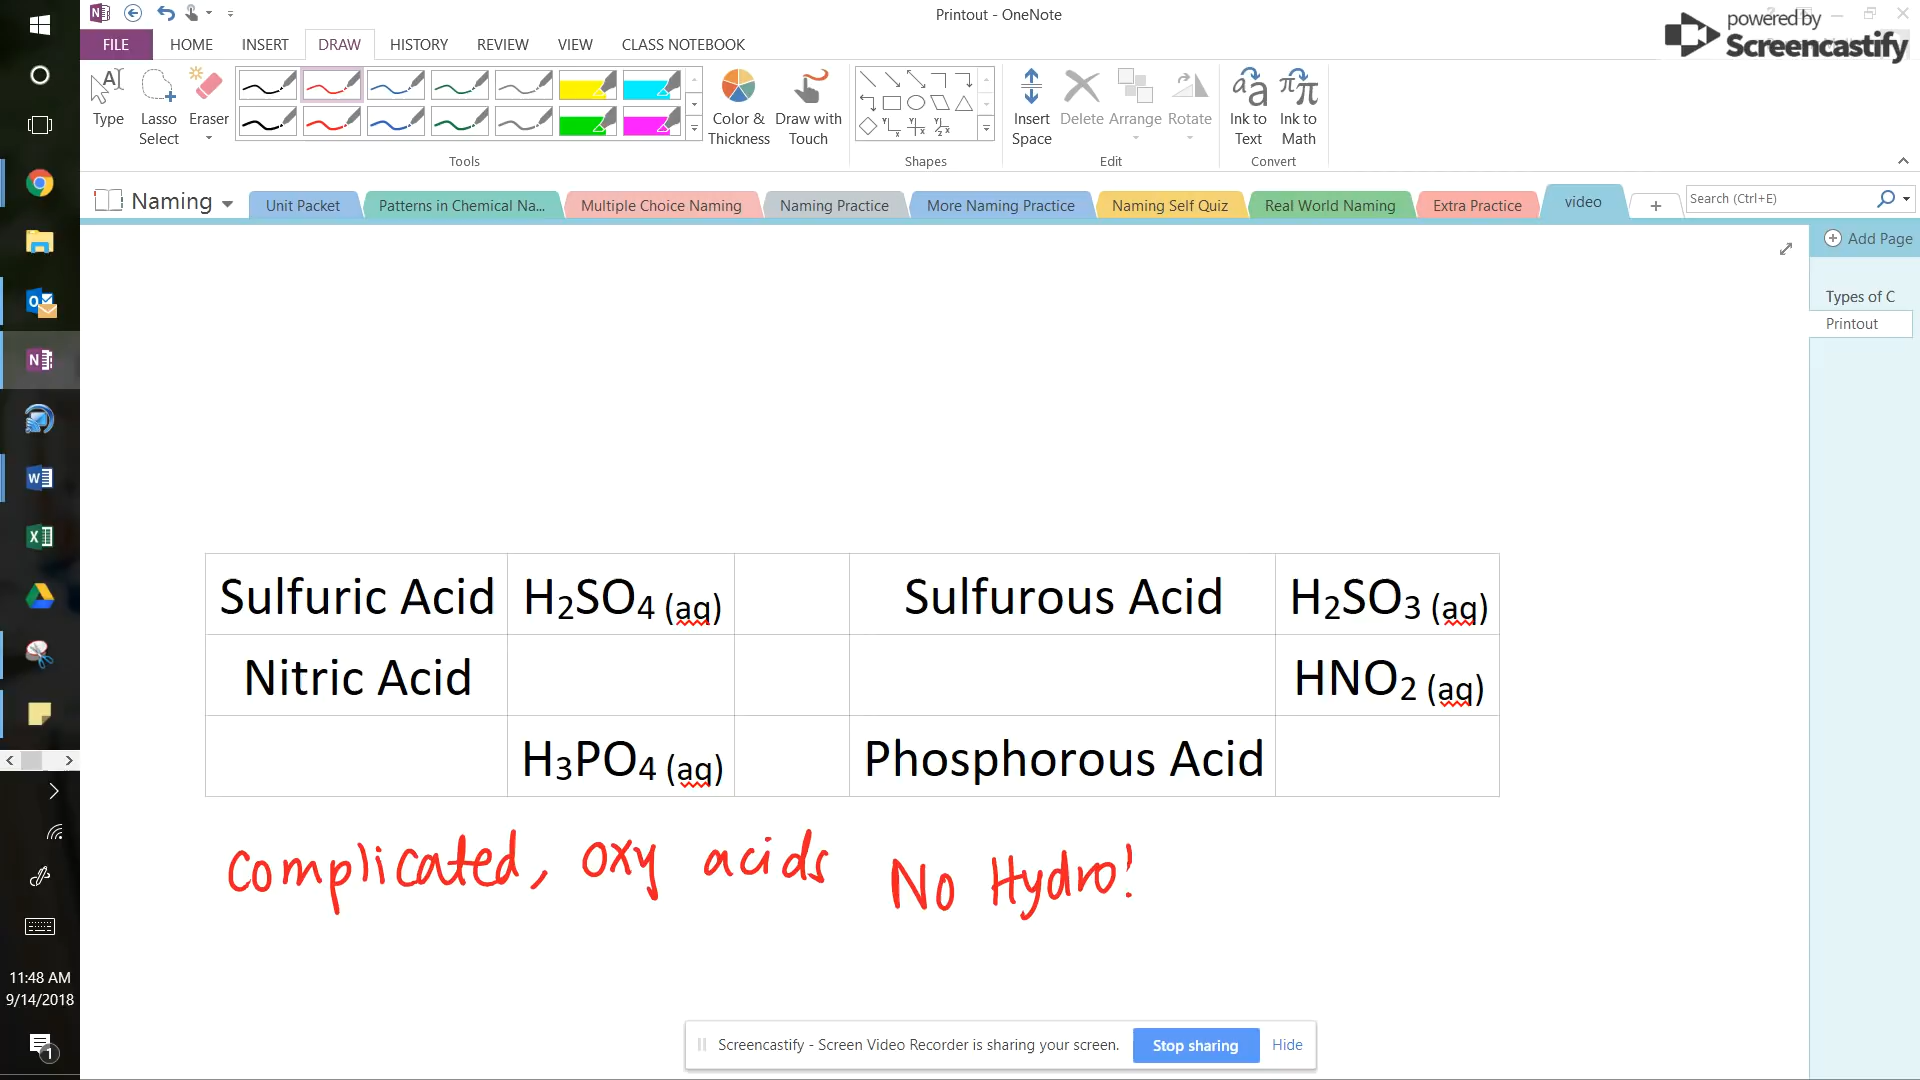 Printout - OneNote
powered by
Screencastify
FILE HOME INSERT DRAW HISTORY REVIEW VIEW CLASS NOTEBOOK
Type
Lasso Select
Eraser
Color & Thickness
Draw with Touch
Insert Space
Delete
Arrange
Rotate
Ink to Text
Ink to Math
Tools Shapes Edit Convert
Naming
Unit Packet
Patterns in Chemical Na...
Multiple Choice Naming
Naming Practice
More Naming Practice
Naming Self Quiz
Real World Naming
Extra Practice
video
Search (Ctrl+E)
Add Page
Types of C
Printout
Sulfuric Acid H₂SO₄ (aq) Sulfurous Acid H₂SO₃ (aq)
Nitric Acid HNO₂ (aq)
H₃PO₄ (aq) Phosphorous Acid
complicated, oxy acids No Hydro!
11:48 AM
9/14/2018
1
Screencastify - Screen Video Recorder is sharing your screen. Stop sharing Hide